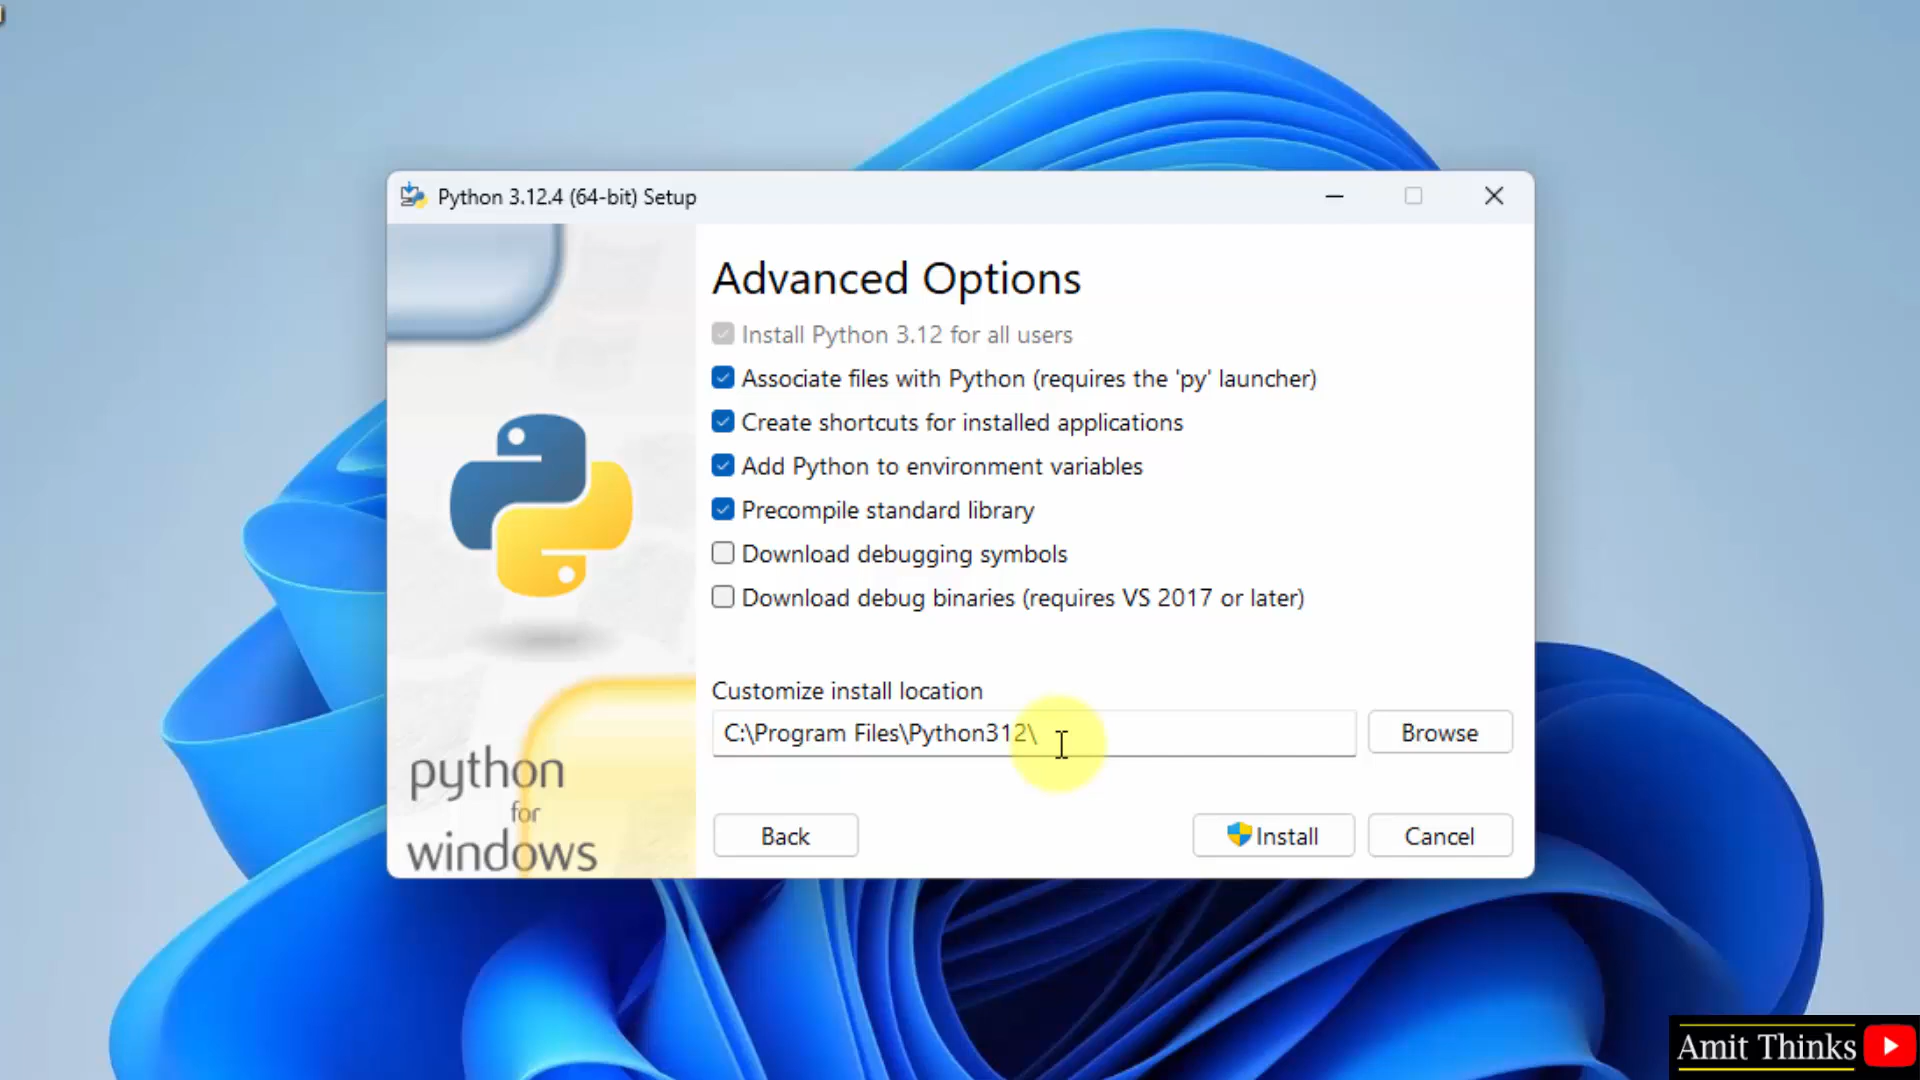 Python 3.12.4 (64-bit) Setup
Advanced Options
Install Python 3.12 for all users
Associate files with Python (requires the 'py' launcher)
Create shortcuts for installed applications
Add Python to environment variables
Precompile standard library
Download debugging symbols
Download debug binaries (requires VS 2017 or later)
Customize install location
C:\Program Files\Python312\
Browse
python
for
windows
Back
Install
Cancel
Amit Thinks